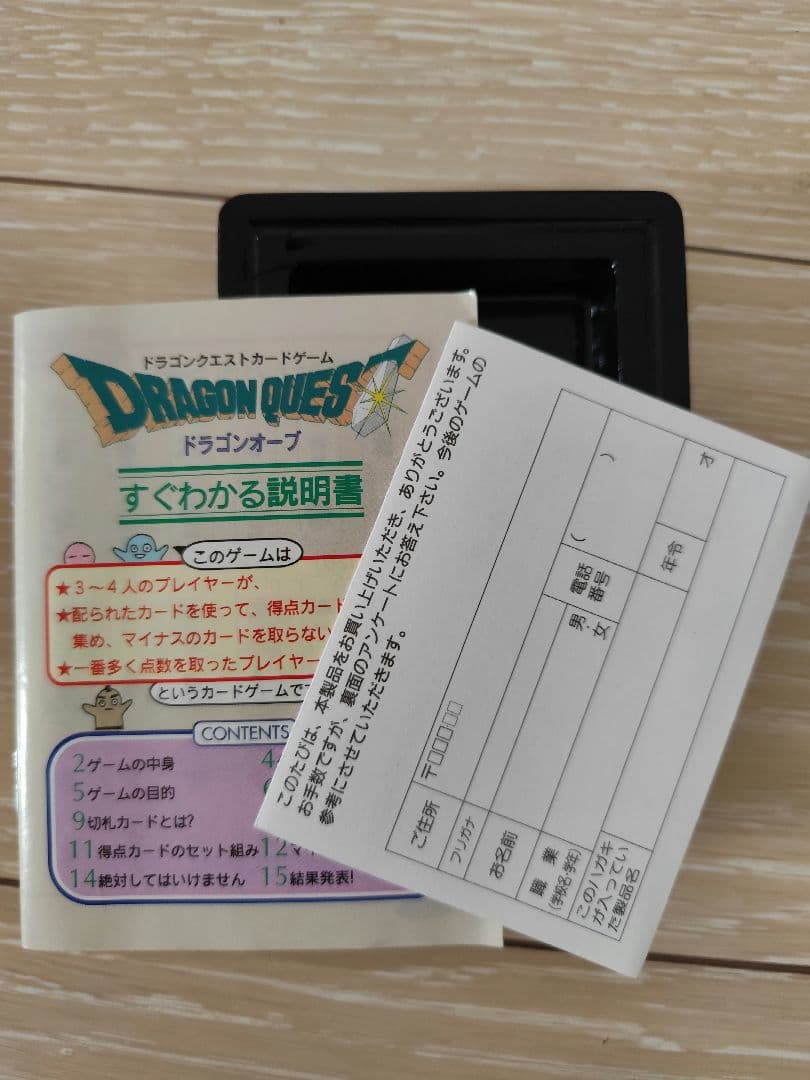 ドラゴンクエストカードゲーム
DRAGON QUEST
ドラゴンオーブ
すぐわかる説明書
このゲームは
★3〜4人のプレイヤーが、
★配られたカードを使って、得点カード
集め、マイナスのカードを取らない
★一番多く点数を取ったプレイヤー
というカードゲームで
CONTENTS
2ゲームの中身
4
5ゲームの目的
9切札カードとは?
11得点カードのセット組み 12マイ
14絶対してはいけません 15結果発表!
このたびは、本製品をお買い上げいただき、ありがとうございます。
お手数ですが、裏面のアンケートにお答え下さい。今後のゲームの
参考にさせていただきます。
ご住所 〒□□□□□
フリガナ
お名前
男・女
電話番号 ( )
職業
(学校名・学年)
年令 才
このハガキ
が入ってい
た製品名